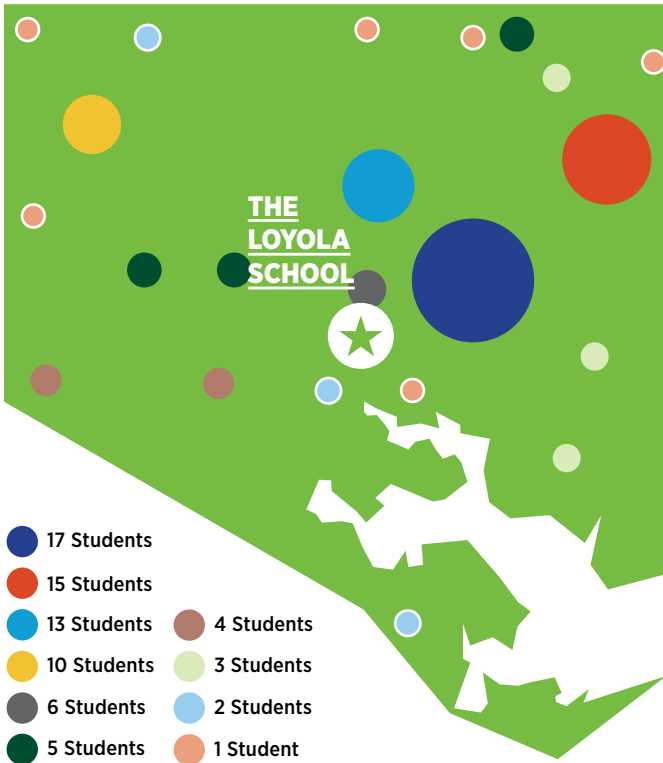 THE
LOYOLA
SCHOOL
17 Students
15 Students
13 Students
10 Students
6 Students
5 Students
4 Students
3 Students
2 Students
1 Student